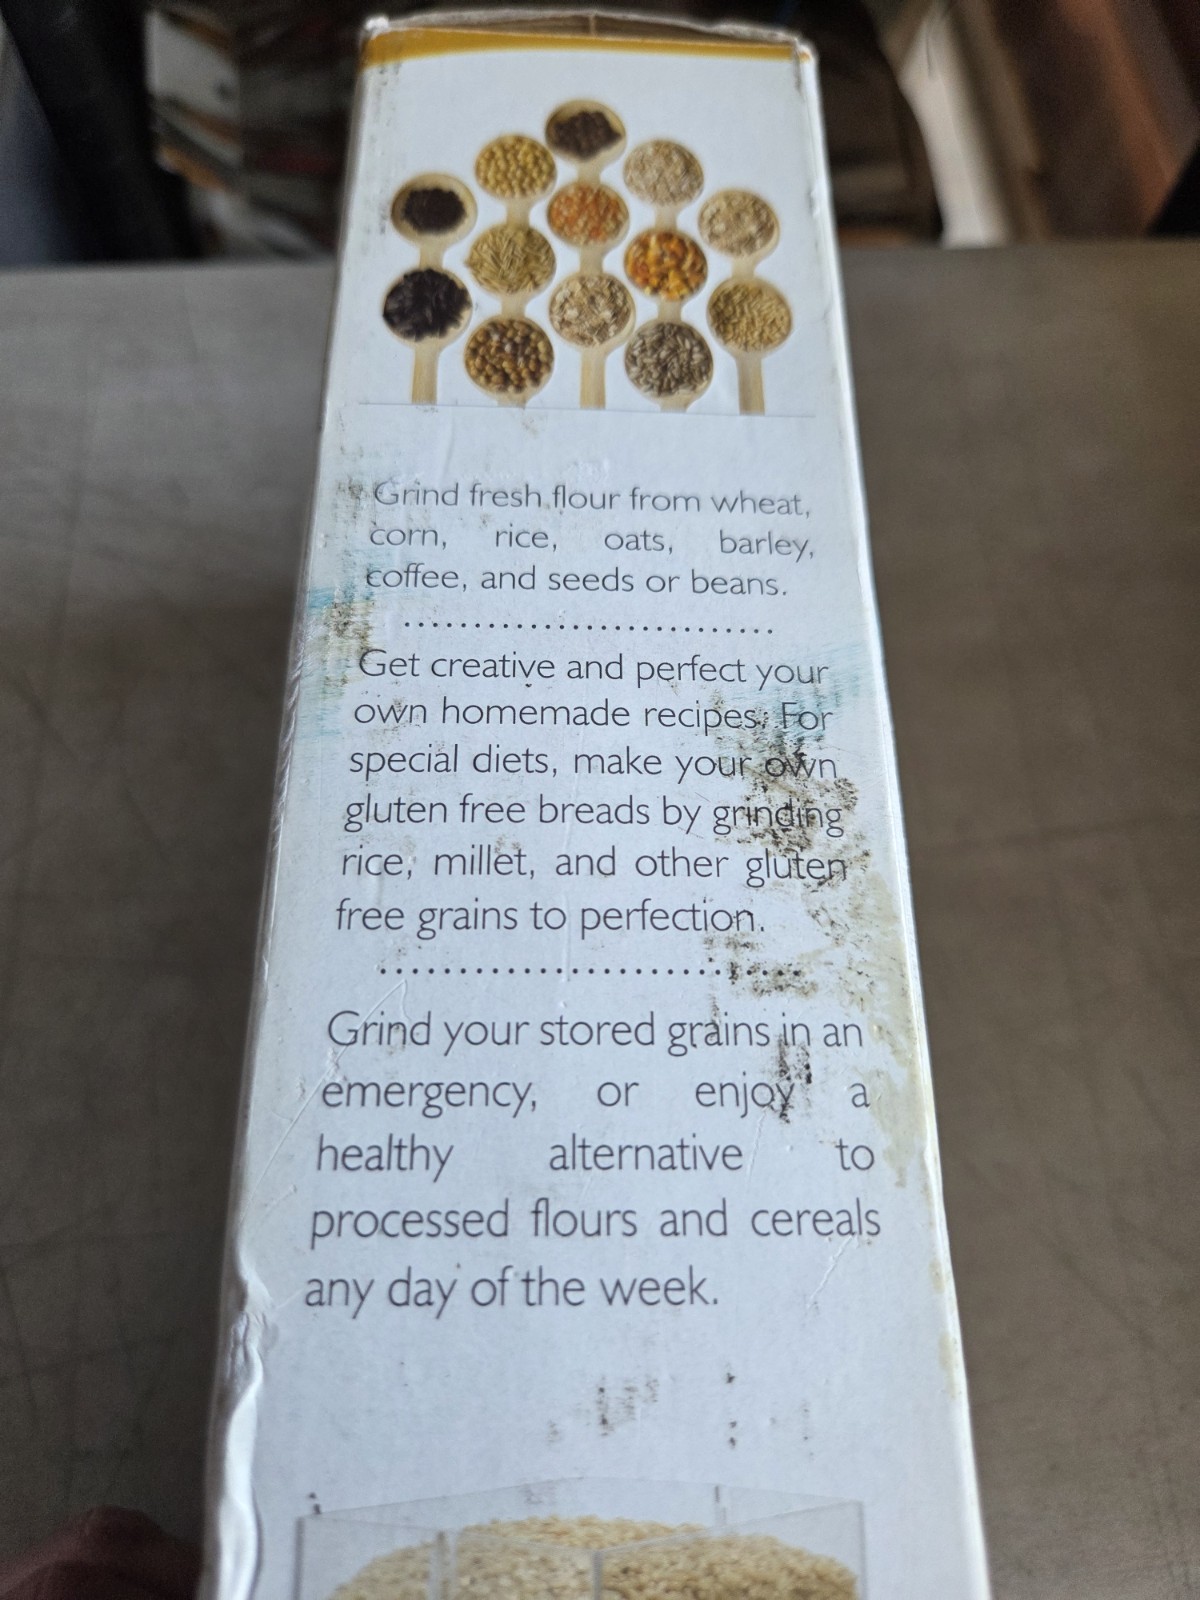 Grind fresh flour from wheat,
corn, rice, oats, barley,
coffee, and seeds or beans.
Get creative and perfect your
own homemade recipes. For
special diets, make your own
gluten free breads by grinding
rice, millet, and other gluten
free grains to perfection.
Grind your stored grains in an
emergency, or enjoy a
healthy alternative to
processed flours and cereals
any day of the week.